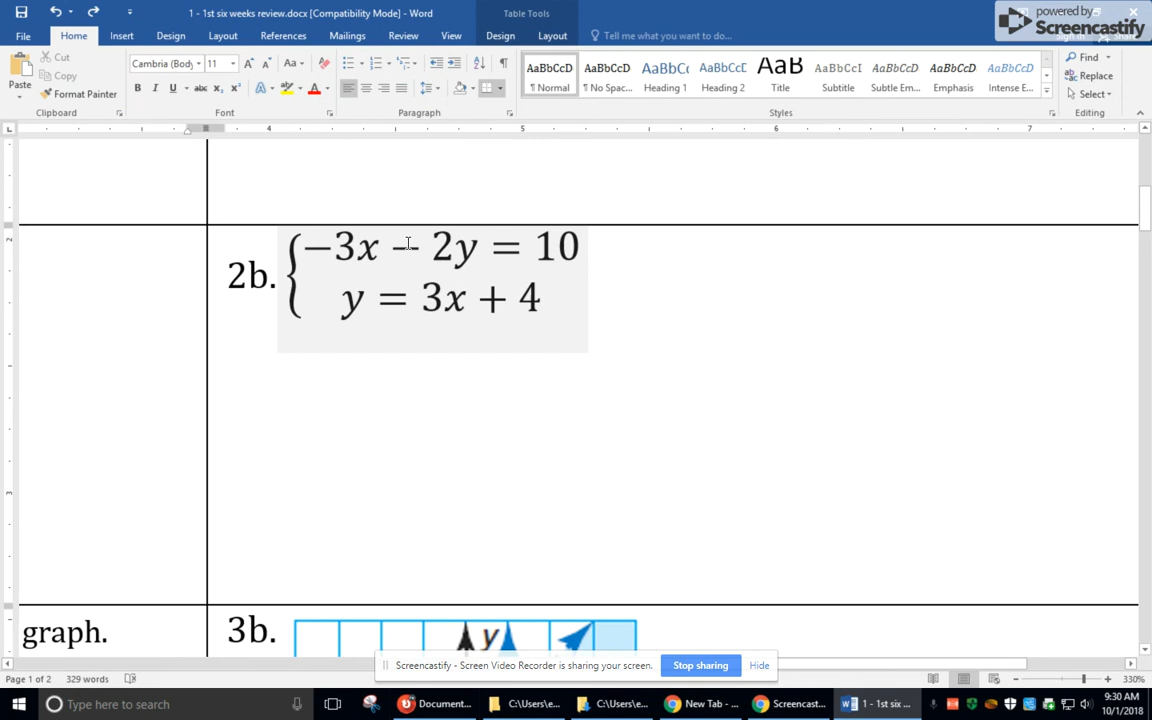 1 - 1st six weeks review.docx [Compatibility Mode] - Word
Table Tools
powered by
Screencastify
File Home Insert Design Layout References Mailings Review View Design Layout Tell me what you want to do...
Paste
Cut
Copy
Format Painter
Clipboard
Cambria (Body 11
Font
Paragraph
AaBbCcD AaBbCcD AaBbC AaBbCcE AaB AaBbCcI AaBbCcD AaBbCcD AaBbCcD
¶ Normal ¶ No Spac... Heading 1 Heading 2 Title Subtitle Subtle Em... Emphasis Intense E...
Styles
Find
Replace
Select
Editing
4 5 6 7
2b. {−3x − 2y = 10
y = 3x + 4
graph.
3b.
y
Screencastify - Screen Video Recorder is sharing your screen. Stop sharing Hide
Page 1 of 2 329 words
330%
Type here to search
Document... C:\Users\e... C:\Users\e... New Tab - ... Screencast... 1 - 1st six ...
9:30 AM
10/1/2018